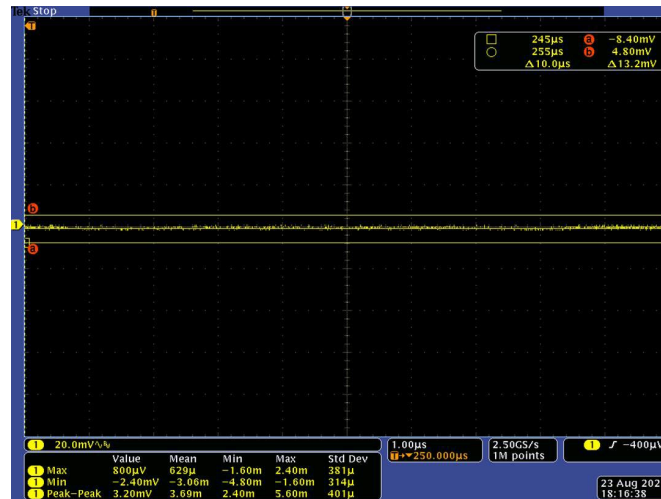 Tek Stop
T
T
245µs a -8.40mV
255µs b 4.80mV
Δ10.0µs Δ13.2mV
b
1
a
1 20.0mV
1.00µs
T→▼250.000µs
2.50GS/s
1M points
1 -400µV
Value Mean Min Max Std Dev
1 Max 800µV 629µ -1.60m 2.40m 381µ
1 Min -2.40mV -3.06m -4.80m -1.60m 314µ
1 Peak-Peak 3.20mV 3.69m 2.40m 5.60m 401µ
23 Aug 202
18:16:38